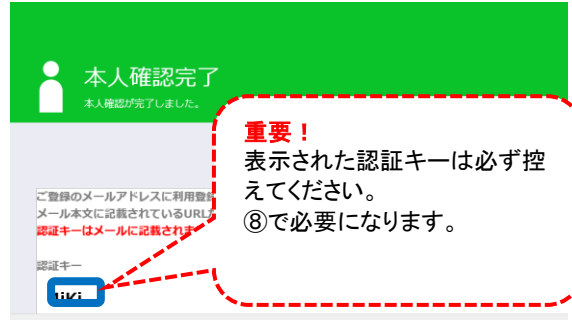 本人確認完了
本人確認が完了しました。
重要！
表示された認証キーは必ず控
えてください。
⑧で必要になります。
ご登録のメールアドレスに利用登録
メール本文に記載されているURL
認証キーはメールに記載されま
認証キー